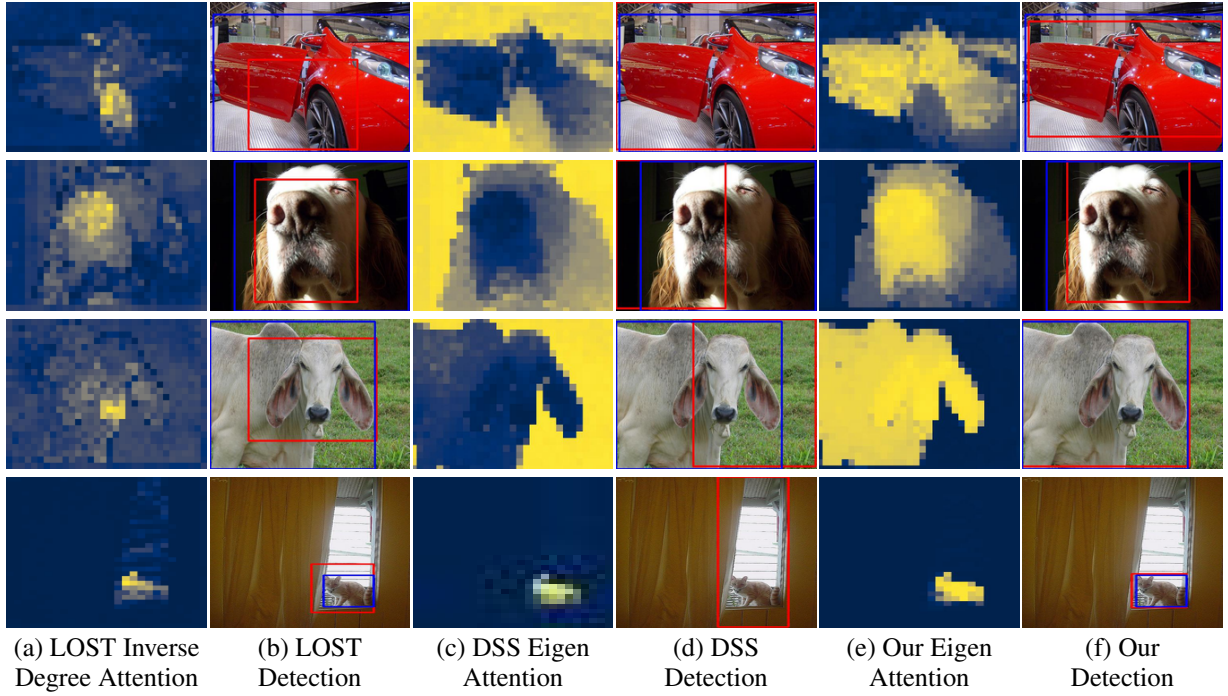 (a) LOST Inverse
Degree Attention
(b) LOST
Detection
(c) DSS Eigen
Attention
(d) DSS
Detection
(e) Our Eigen
Attention
(f) Our
Detection